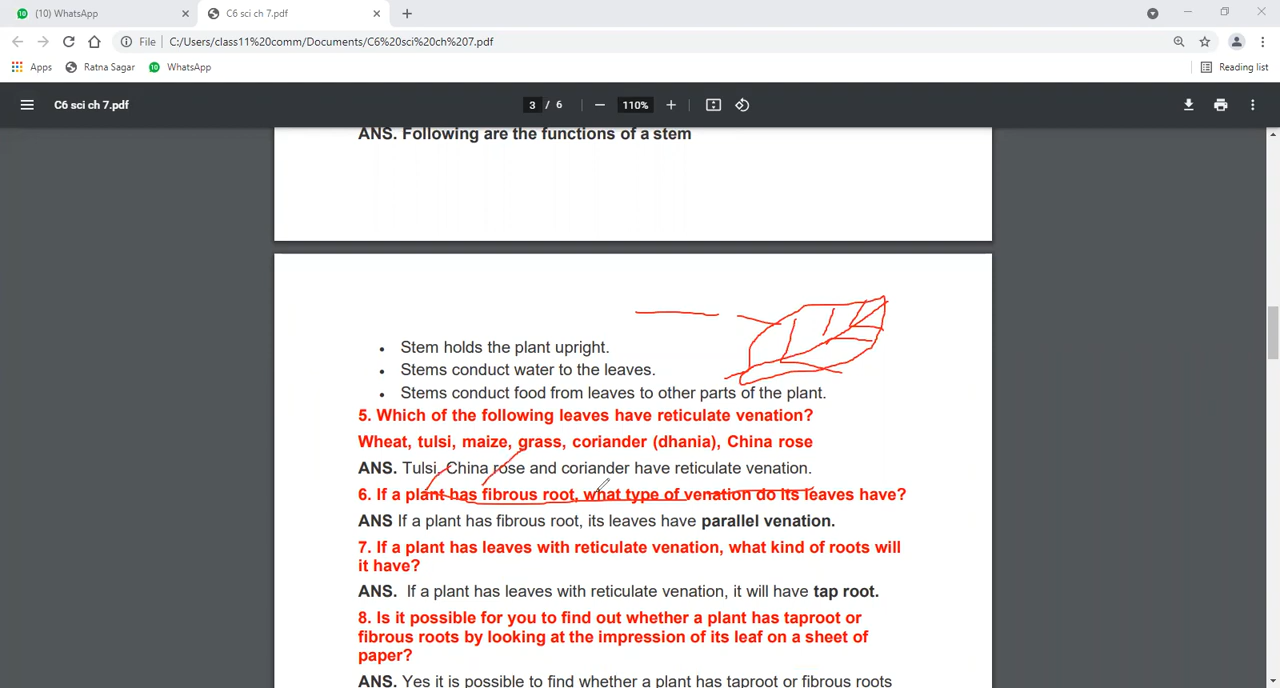 (10) WhatsApp
C6 sci ch 7.pdf
File
C:/Users/class11%20comm/Documents/C6%20sci%20ch%207.pdf
Apps
Ratna Sagar
10 WhatsApp
Reading list
C6 sci ch 7.pdf
3 / 6
110%
ANS. Following are the functions of a stem
• Stem holds the plant upright.
• Stems conduct water to the leaves.
• Stems conduct food from leaves to other parts of the plant.
5. Which of the following leaves have reticulate venation?
Wheat, tulsi, maize, grass, coriander (dhania), China rose
ANS. Tulsi, China rose and coriander have reticulate venation.
6. If a plant has fibrous root, what type of venation do its leaves have?
ANS If a plant has fibrous root, its leaves have parallel venation.
7. If a plant has leaves with reticulate venation, what kind of roots will
it have?
ANS. If a plant has leaves with reticulate venation, it will have tap root.
8. Is it possible for you to find out whether a plant has taproot or
fibrous roots by looking at the impression of its leaf on a sheet of
paper?
ANS. Yes it is possible to find whether a plant has taproot or fibrous roots